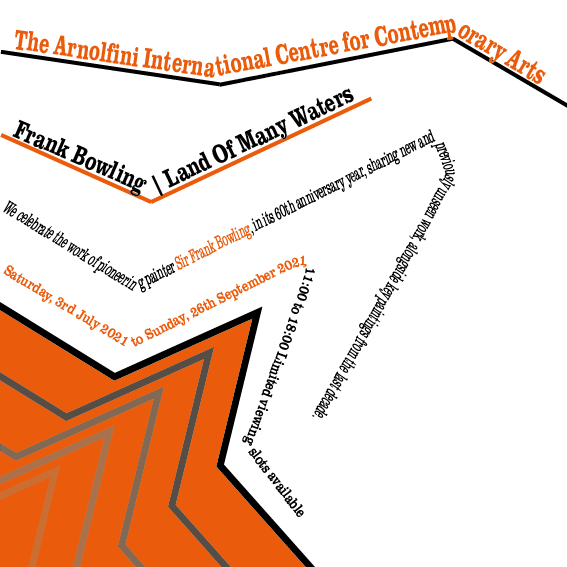 The Arnolfini International Centre for Contemporary Arts
Frank Bowling | Land Of Many Waters
We celebrate the work of pioneering painter Sir Frank Bowling, in its 60th anniversary year, sharing new and previously unseen work alongside key paintings from the last decade.
Saturday, 3rd July 2021 to Sunday, 26th September 2021
11:00 to 18:00 Limited viewing slots available